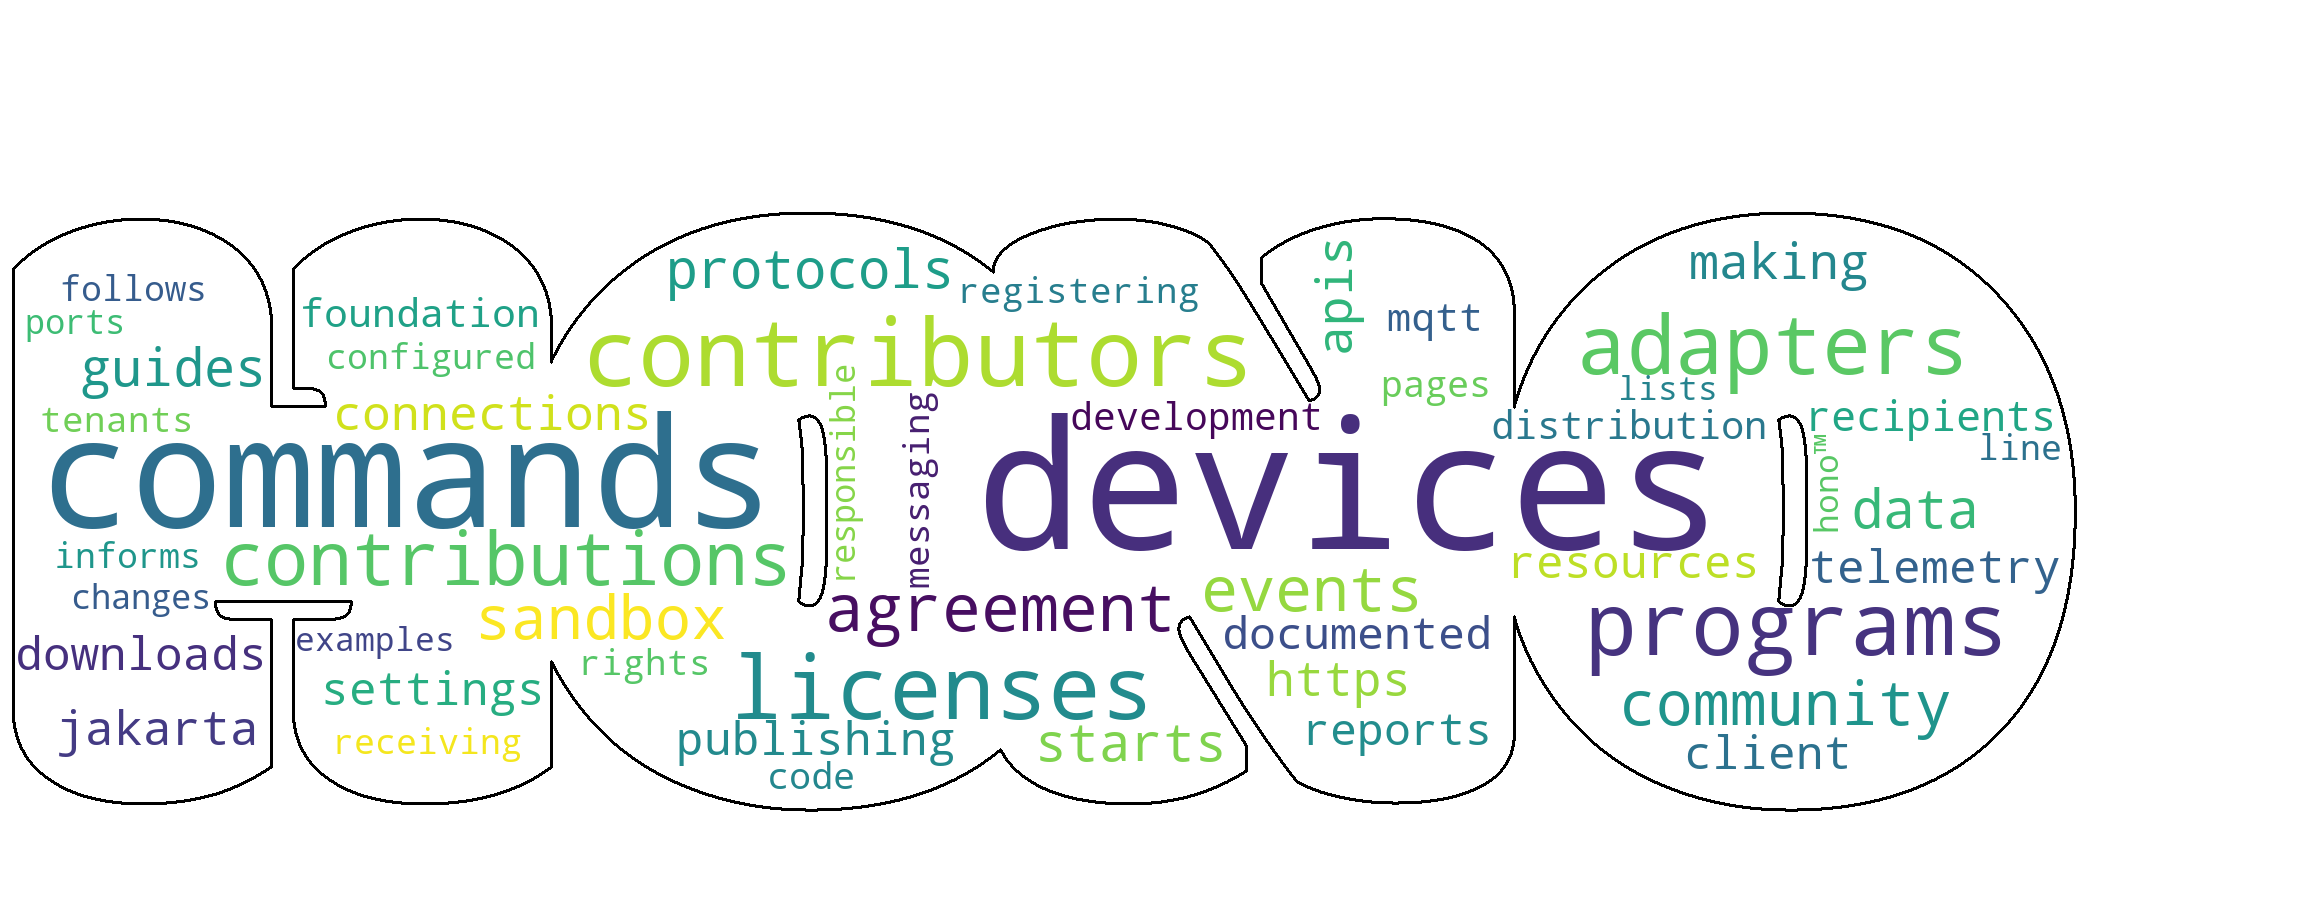 follows
ports
guides
tenants
foundation
configured
connections
protocols
registering
contributors
apis
mqtt
pages
making
adapters
lists
distribution
recipients
line
development
responsible
messaging
commands
devices
hono™
data
informs
changes
contributions
sandbox
agreement
events
resources
telemetry
downloads
examples
rights
documented
programs
jakarta
settings
licenses
https
community
receiving
publishing
code
starts
reports
client